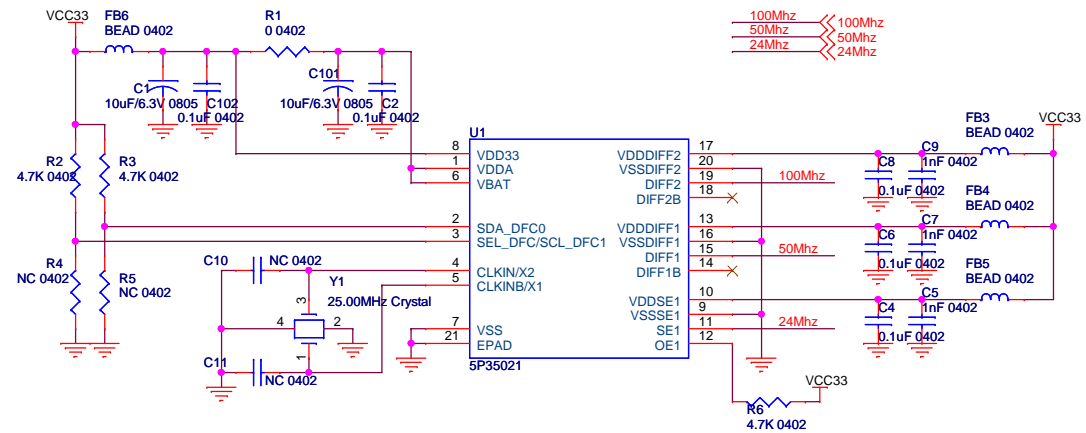 VCC33
FB6
BEAD 0402
R1
0 0402
100Mhz
100Mhz
50Mhz
50Mhz
24Mhz
24Mhz
C1
10uF/6.3V 0805
C102
0.1uF 0402
C101
10uF/6.3V 0805
C2
0.1uF 0402
R2
4.7K 0402
R3
4.7K 0402
R4
NC 0402
R5
NC 0402
U1
8
VDD33
1
VDDA
6
VBAT
2
SDA_DFC0
3
SEL_DFC/SCL_DFC1
4
CLKIN/X2
5
CLKINB/X1
7
VSS
21
EPAD
5P35021
VDDDIFF2
17
VSSDIFF2
20
DIFF2
19
100Mhz
DIFF2B
18
VDDDIFF1
13
VSSDIFF1
16
DIFF1
15
50Mhz
DIFF1B
14
VDDSE1
10
VSSSE1
9
SE1
11
24Mhz
OE1
12
C10
NC 0402
Y1
25.00MHz Crystal
3
4
2
1
C11
NC 0402
FB3
BEAD 0402
VCC33
C8
0.1uF 0402
C9
1nF 0402
FB4
BEAD 0402
C6
0.1uF 0402
C7
1nF 0402
FB5
BEAD 0402
C4
0.1uF 0402
C5
1nF 0402
VCC33
R6
4.7K 0402